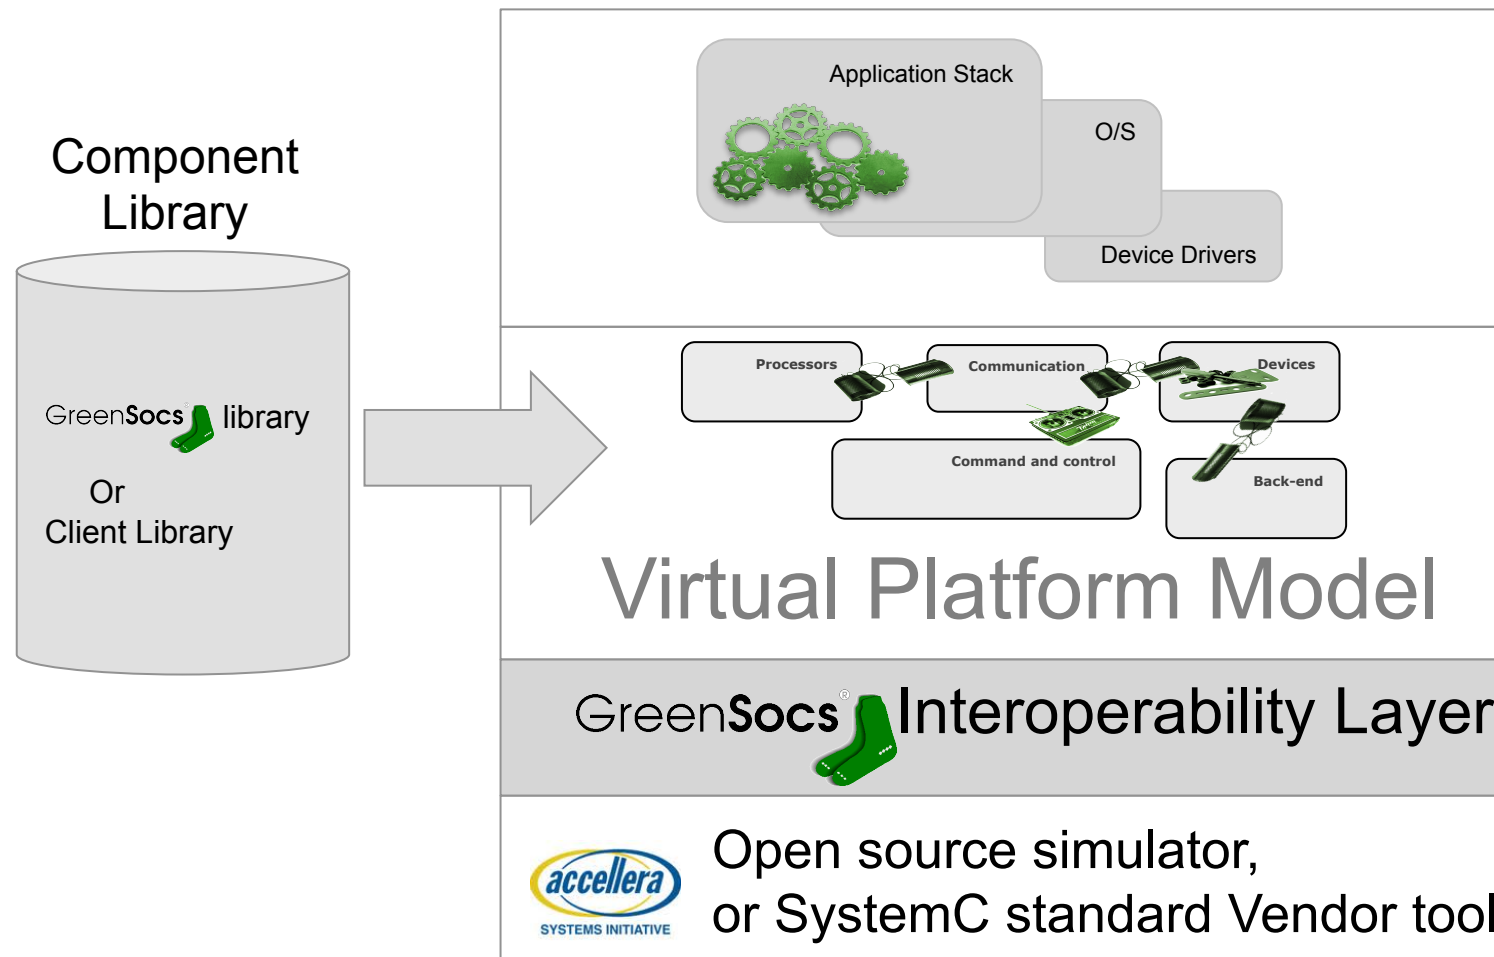 Component
Library
GreenSocs® library
Or
Client Library
Application Stack
O/S
Device Drivers
Processors
Communication
Devices
Command and control
Back-end
Virtual Platform Model
GreenSocs® Interoperability Layer
accellera
SYSTEMS INITIATIVE
Open source simulator,
or SystemC standard Vendor tool